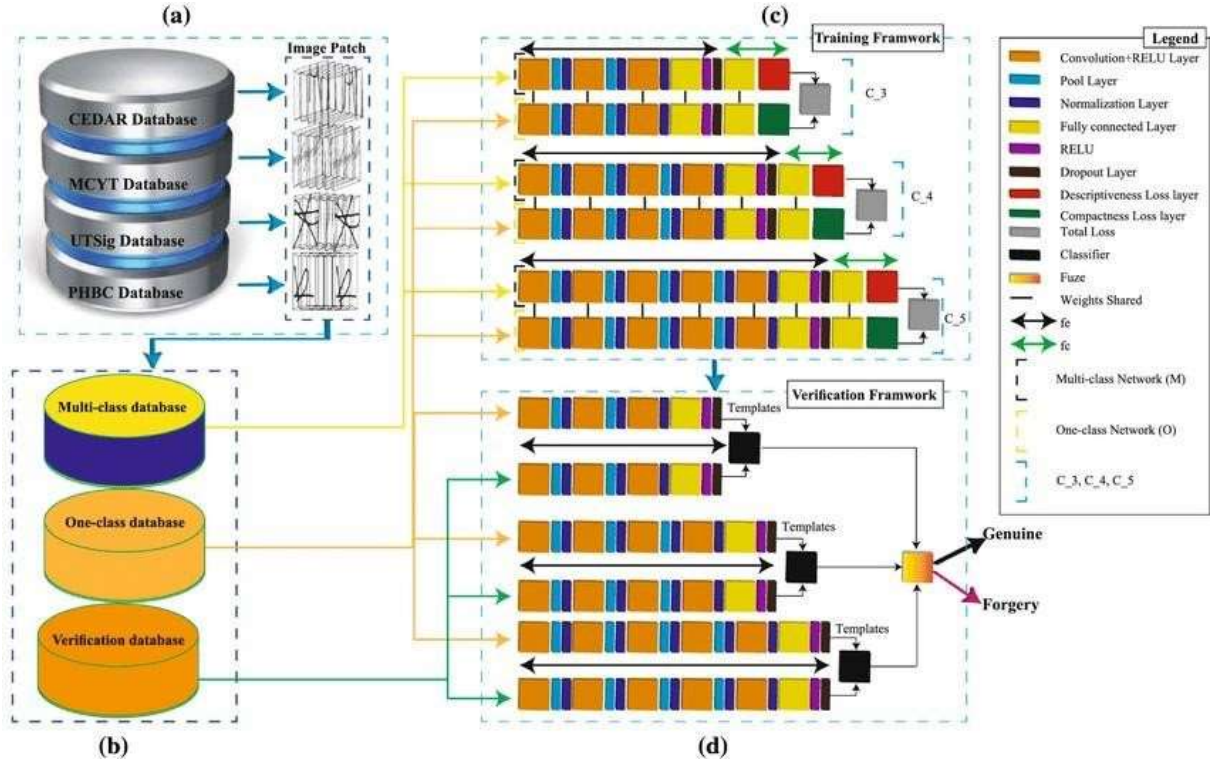 (a)
Image Patch
CEDAR Database
MCYT Database
UTSig Database
PHBC Database
Multi-class database
One-class database
Verification database
(b)
(c)
Training Framwork
C_3
C_4
C_5
Verification Framwork
Templates
Templates
Templates
Genuine
Forgery
(d)
Legend
Convolution+RELU Layer
Pool Layer
Normalization Layer
Fully connected Layer
RELU
Dropout Layer
Descriptiveness Loss layer
Compactness Loss layer
Total Loss
Classifier
Fuze
Weights Shared
fe
fc
Multi-class Network (M)
One-class Network (O)
C_3, C_4, C_5